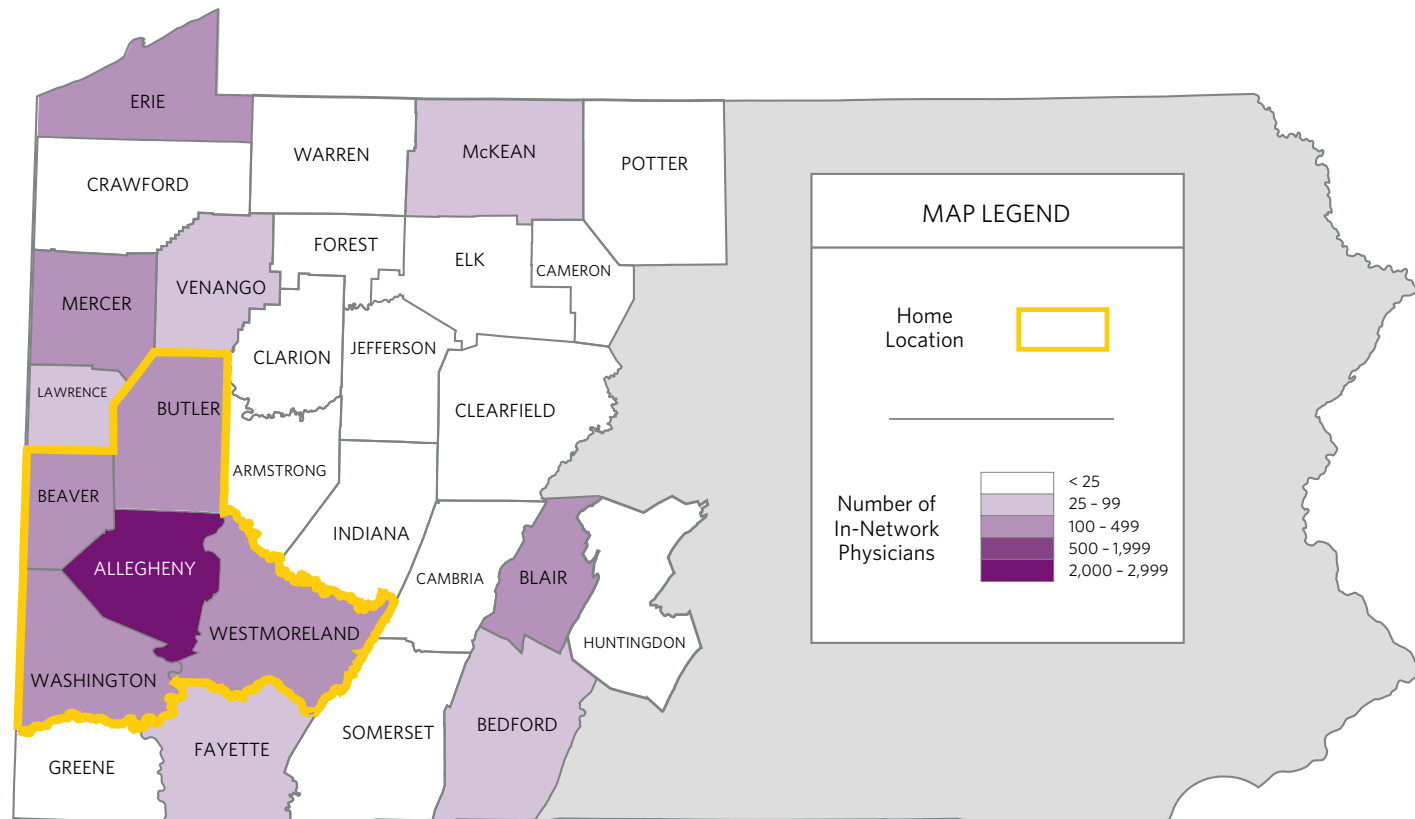 ERIE
WARREN
McKEAN
POTTER
CRAWFORD
FOREST
ELK
CAMERON
VENANGO
MERCER
CLARION
JEFFERSON
LAWRENCE
BUTLER
CLEARFIELD
ARMSTRONG
BEAVER
INDIANA
ALLEGHENY
CAMBRIA
BLAIR
WESTMORELAND
HUNTINGDON
WASHINGTON
BEDFORD
SOMERSET
FAYETTE
GREENE
MAP LEGEND
Home
Location
Number of
In-Network
Physicians
< 25
25 – 99
100 – 499
500 – 1,999
2,000 – 2,999